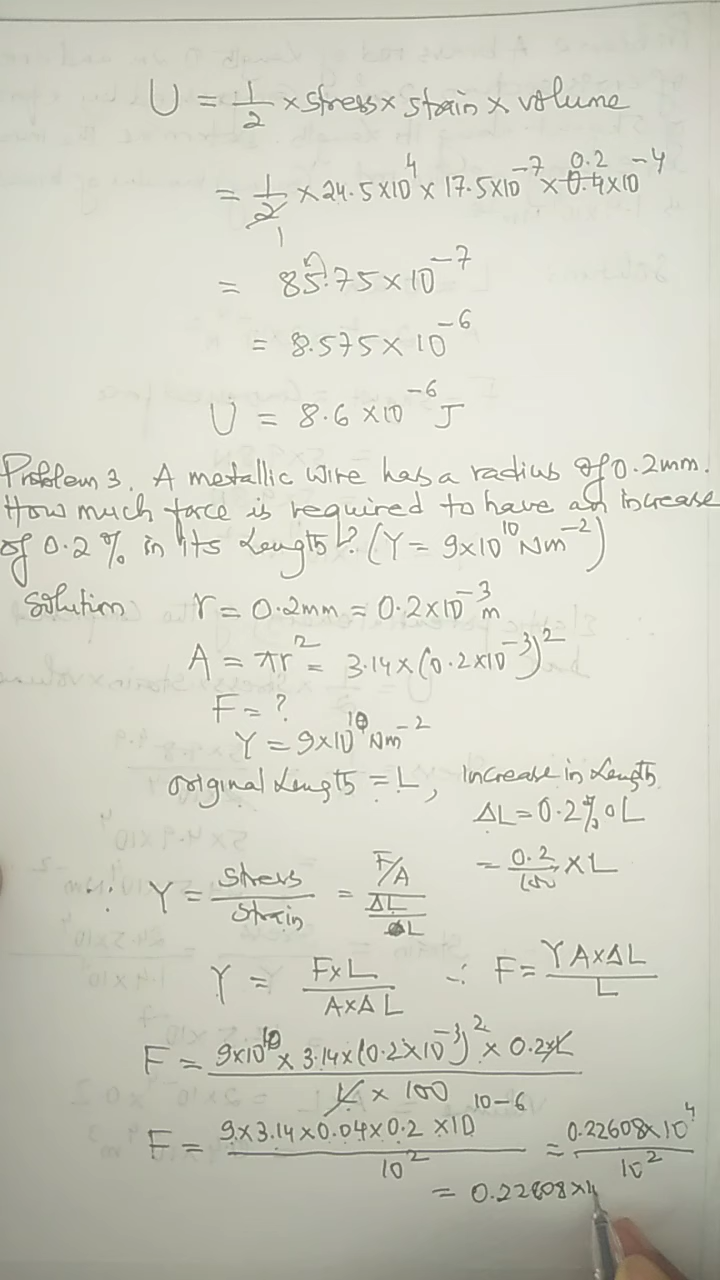 U = 1/2 × stress × strain × volume
= 1/2 × 24.5×10^4 × 17.5×10^-7 × 0.4×10^-4 0.2
1
= 85.75×10^-7
= 8.575×10^-6
U = 8.6×10^-6 J
Problem 3. A metallic wire has a radius of 0.2mm.
How much force is required to have an increase
of 0.2% in its Length? (Y = 9×10^10 Nm^-2)
Solution r = 0.2mm = 0.2×10^-3 m
A = πr^2 = 3.14×(0.2×10^-3)^2
F = ?
Y = 9×10^10 Nm^-2
original Length = L, increase in Length
ΔL = 0.2% of L
= 0.2/100 × L
∴ Y = stress/strain = (F/A)/(ΔL/L)
Y = F×L / A×ΔL ∴ F = YA×ΔL / L
F = 9×10^10 × 3.14×(0.2×10^-3)^2 × 0.2×L / L × 100
F = 9×3.14×0.04×0.2×10^10-6 / 10^2 = 0.22608×10^4 / 10^2
= 0.22608×